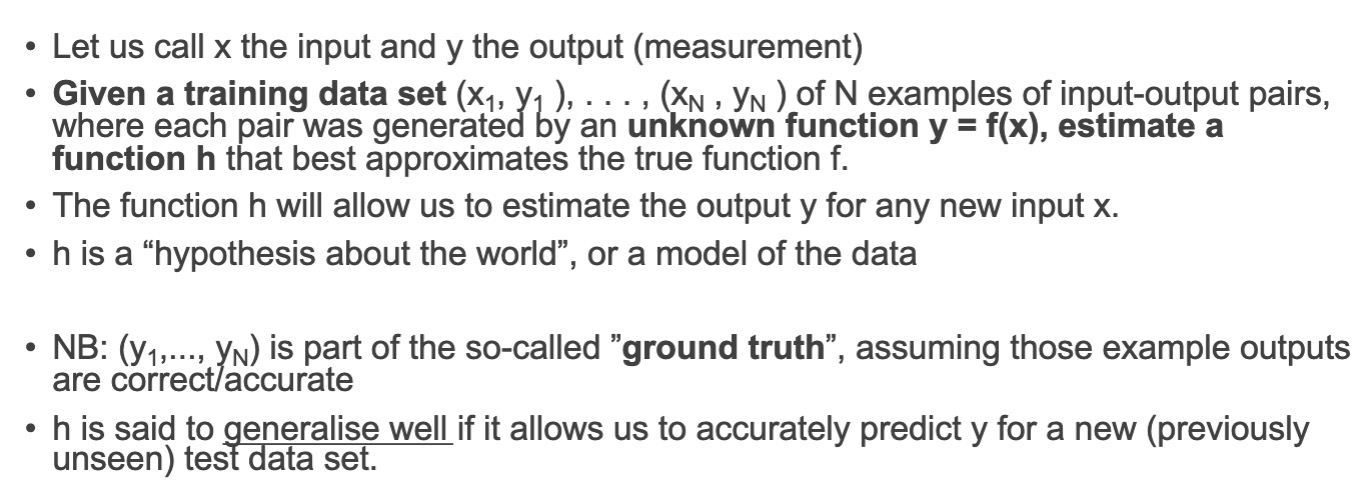 • Let us call x the input and y the output (measurement)
• Given a training data set (x₁, y₁ ), . . . , (x_N , y_N ) of N examples of input-output pairs,
where each pair was generated by an unknown function y = f(x), estimate a
function h that best approximates the true function f.
• The function h will allow us to estimate the output y for any new input x.
• h is a “hypothesis about the world”, or a model of the data
• NB: (y₁,..., y_N) is part of the so-called ”ground truth”, assuming those example outputs
are correct/accurate
• h is said to generalise well if it allows us to accurately predict y for a new (previously
unseen) test data set.